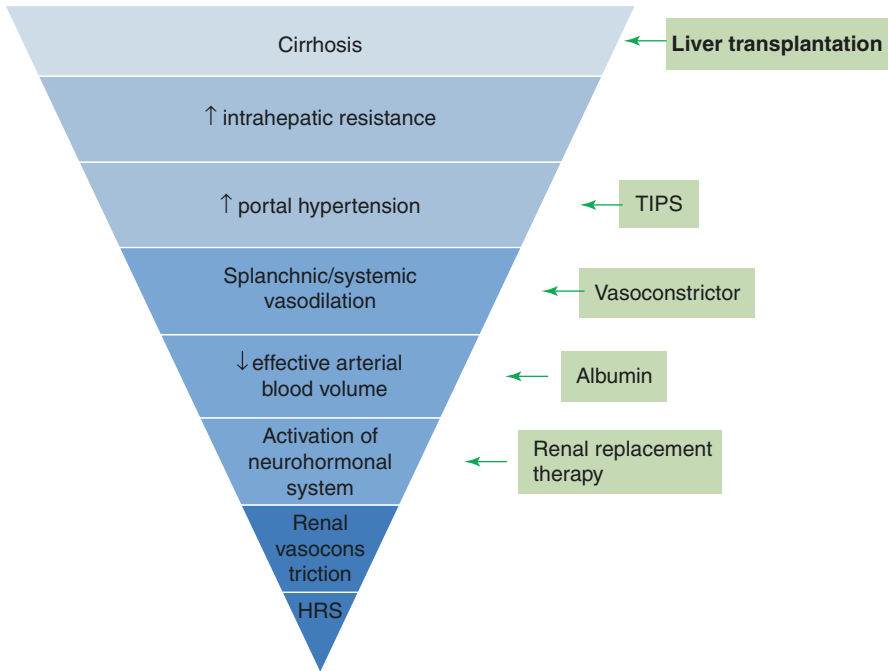 Cirrhosis
Liver transplantation
↑ intrahepatic resistance
↑ portal hypertension
TIPS
Splanchnic/systemic
vasodilation
Vasoconstrictor
↓ effective arterial
blood volume
Albumin
Activation of
neurohormonal
system
Renal replacement
therapy
Renal
vasocons
triction
HRS